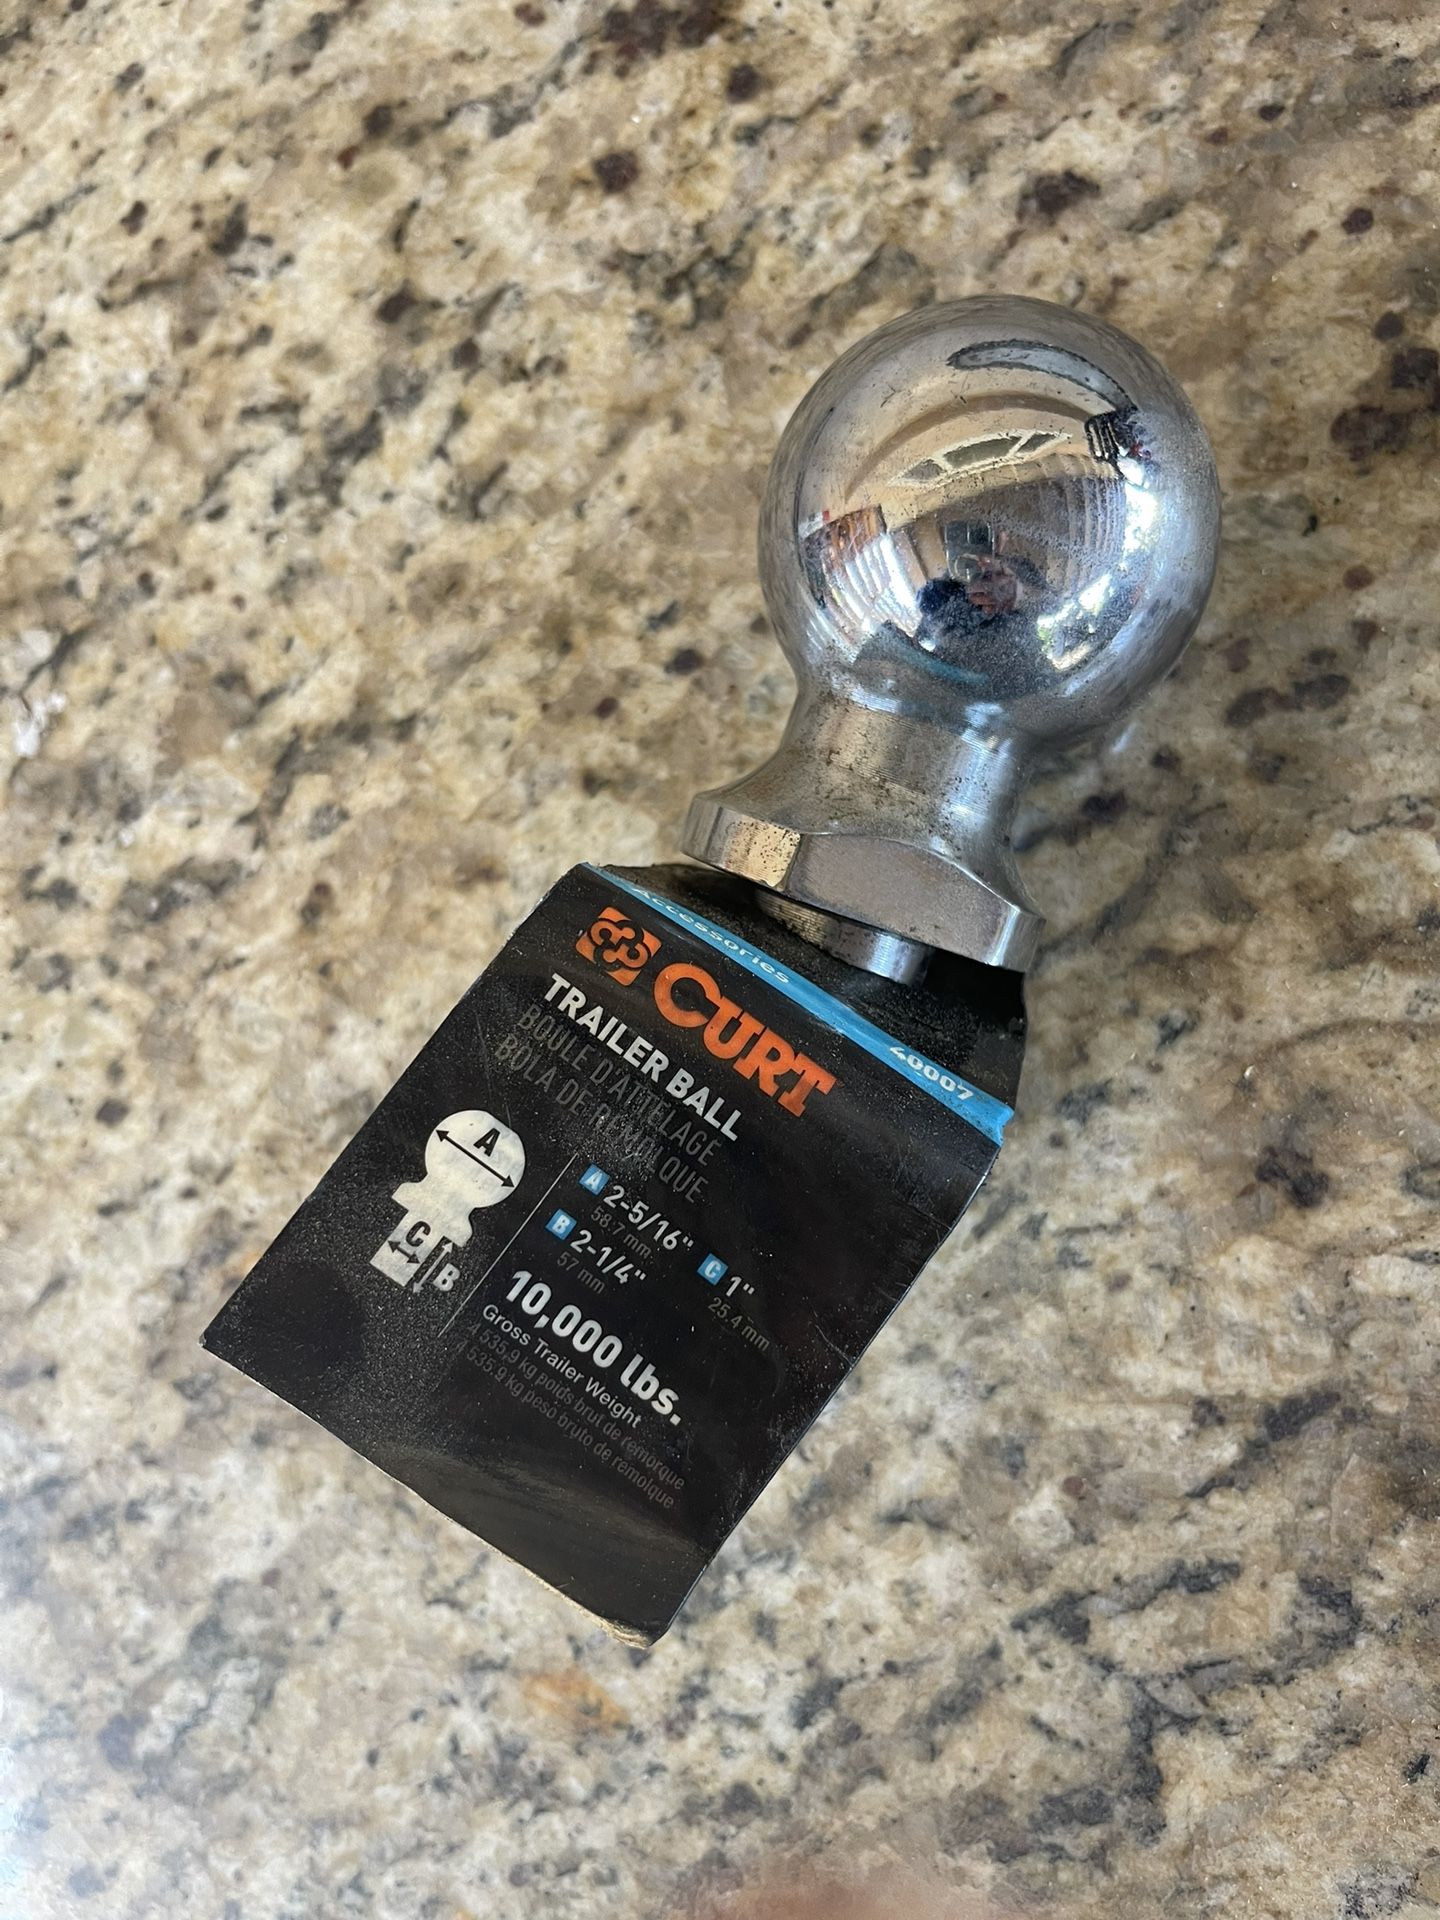 Accessories 40007
CURT
TRAILER BALL
BOULE D'ATTELAGE
BOLA DE REMOLQUE
A
C
B
A 2-5/16"
58.7 mm
B 2-1/4"
57 mm
C 1"
25.4 mm
10,000 lbs.
Gross Trailer Weight
4 535.9 kg poids brut de remorque
4 535.9 kg peso bruto de remolque